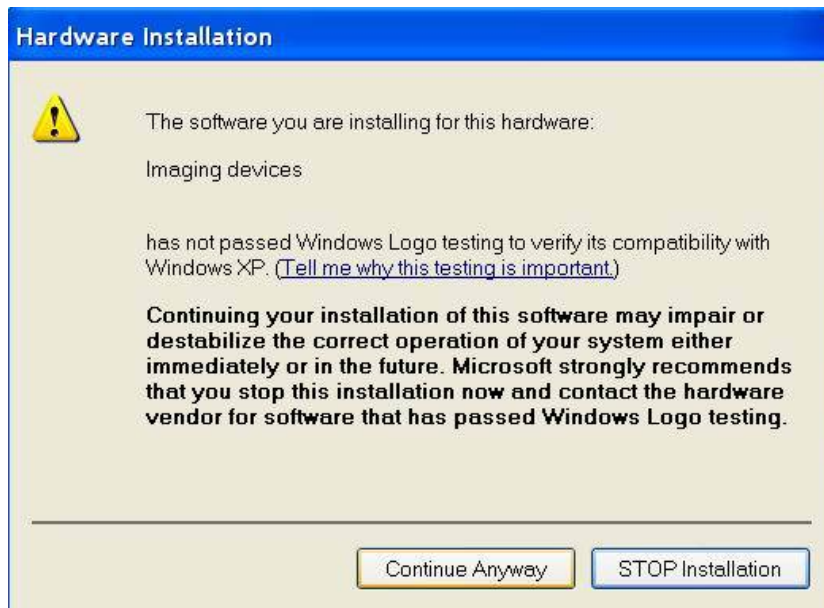 Hardware Installation
The software you are installing for this hardware:
Imaging devices
has not passed Windows Logo testing to verify its compatibility with
Windows XP. (Tell me why this testing is important.)
Continuing your installation of this software may impair or
destabilize the correct operation of your system either
immediately or in the future. Microsoft strongly recommends
that you stop this installation now and contact the hardware
vendor for software that has passed Windows Logo testing.
Continue Anyway
STOP Installation